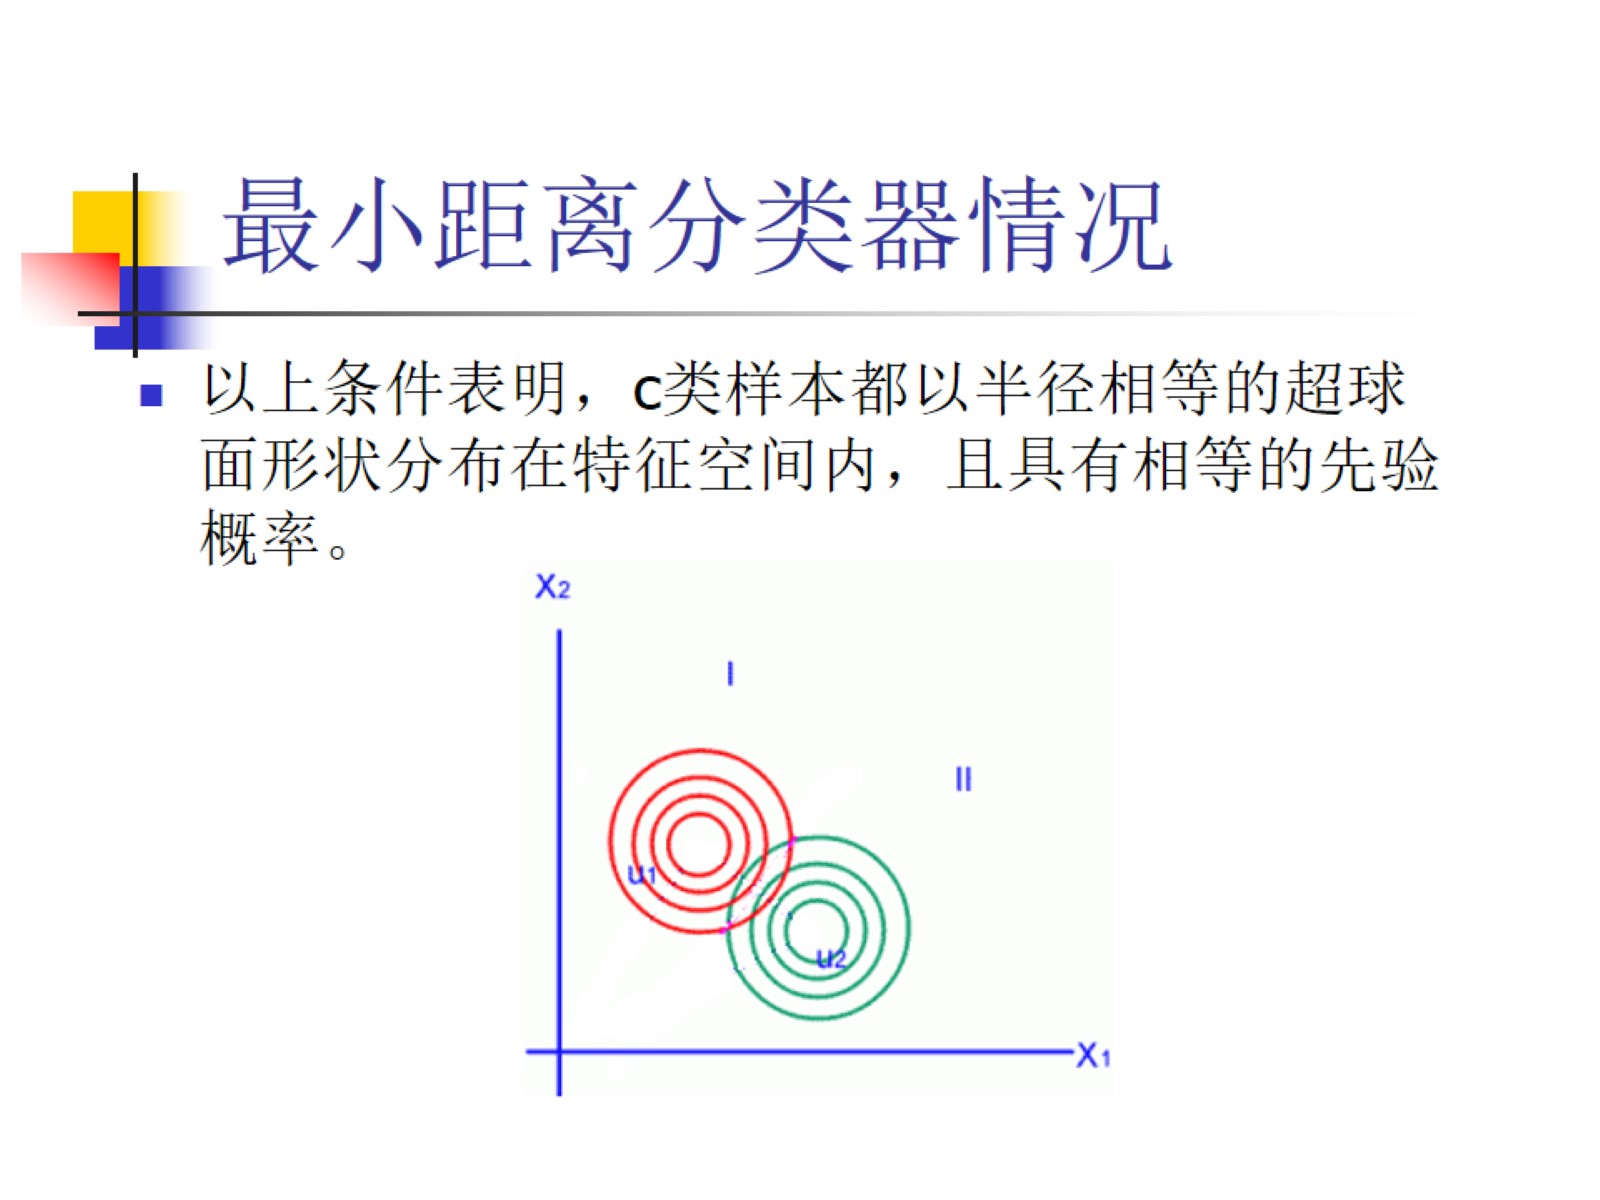 最小距离分类器情况
以上条件表明，c类样本都以半径相等的超球
面形状分布在特征空间内，且具有相等的先验
概率。
X2
I
II
u1
u2
X1